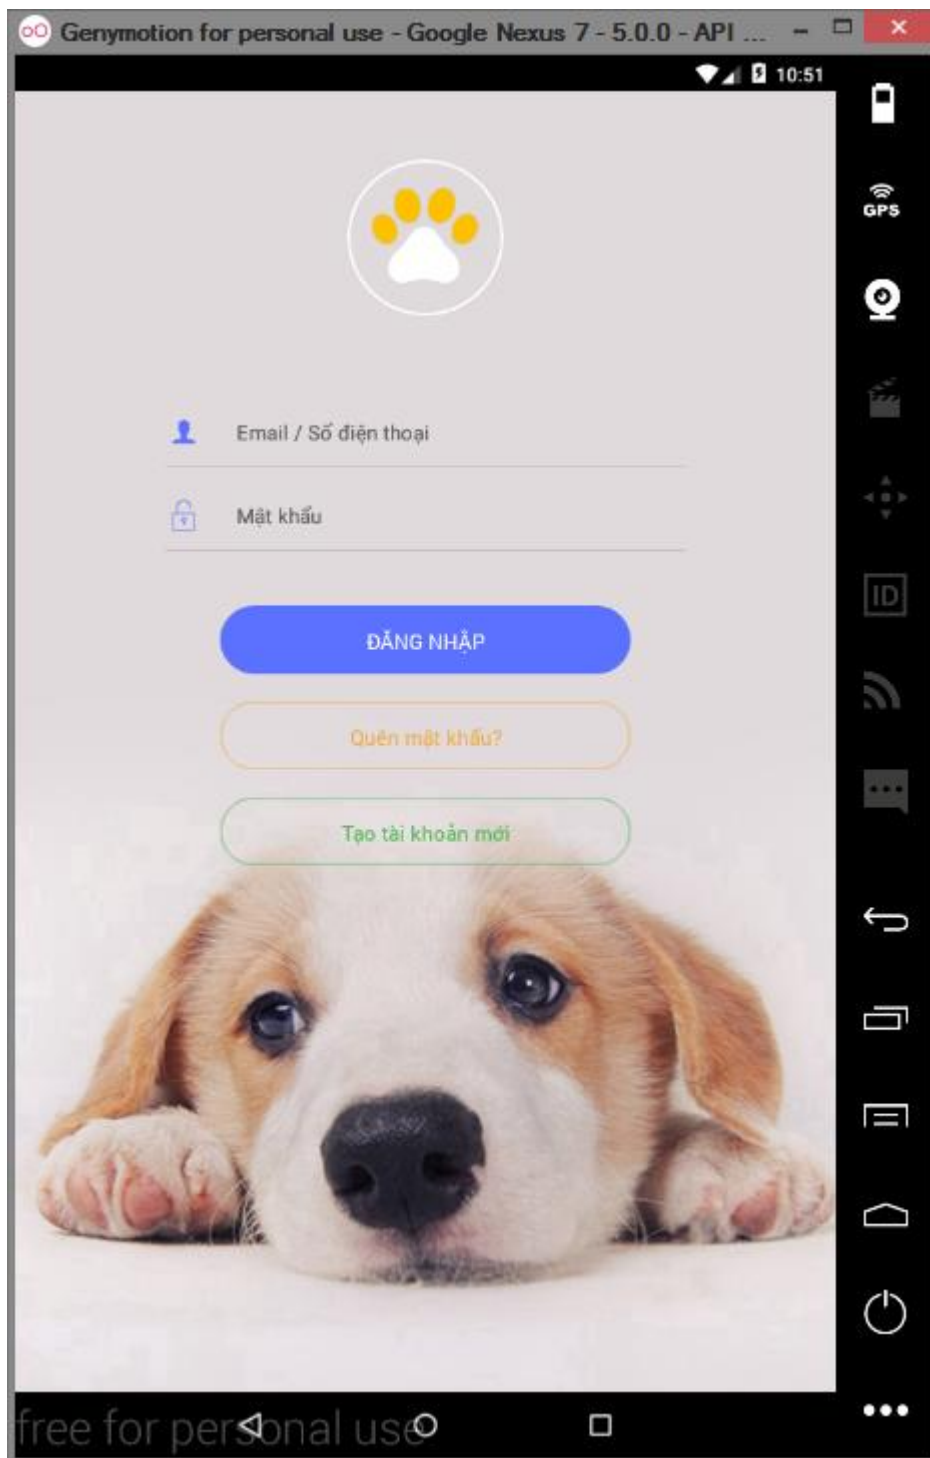 Genymotion for personal use - Google Nexus 7 - 5.0.0 - API ...
10:51
GPS
Email / Số điện thoại
Mật khẩu
ID
ĐĂNG NHẬP
Quên mật khẩu?
Tạo tài khoản mới
free for personal use